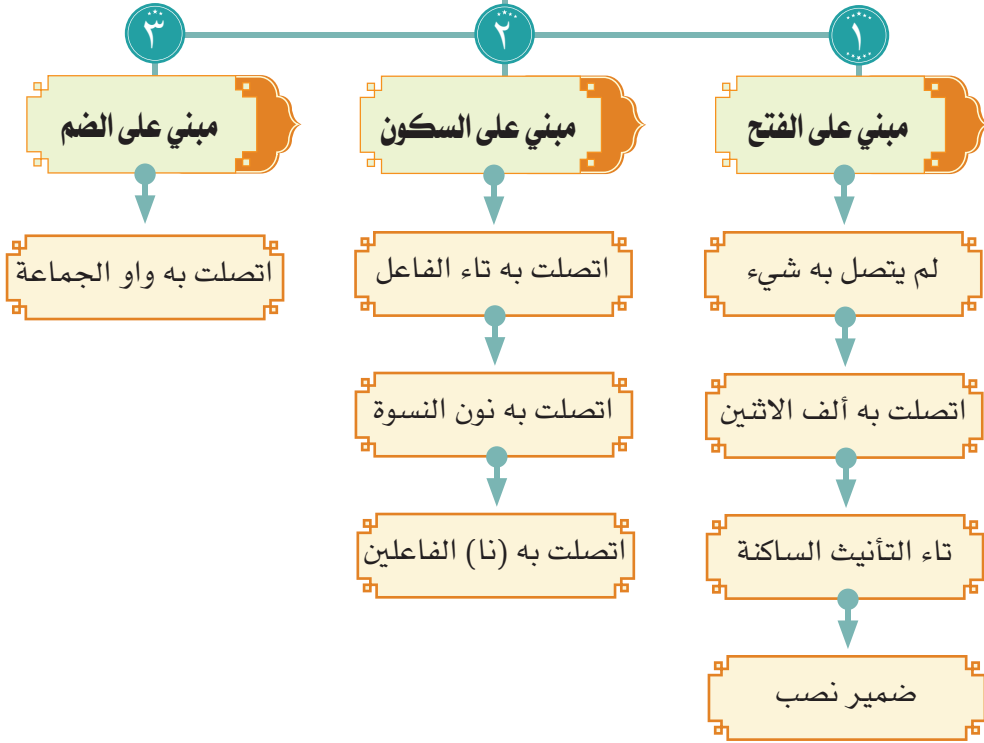 ١
مبني على الفتح
لم يتصل به شيء
اتصلت به ألف الاثنين
تاء التأنيث الساكنة
ضمير نصب
٢
مبني على السكون
اتصلت به تاء الفاعل
اتصلت به نون النسوة
اتصلت به (نا) الفاعلين
٣
مبني على الضم
اتصلت به واو الجماعة